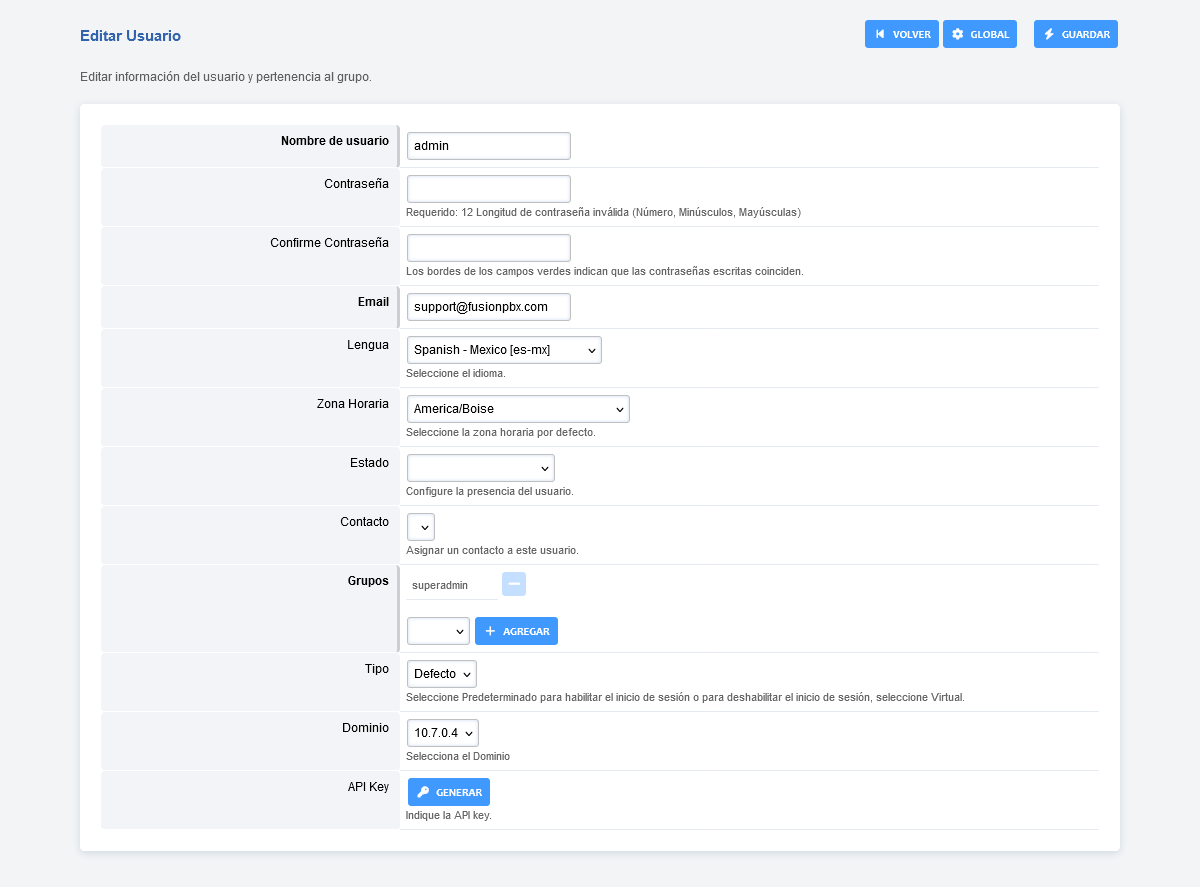 Editar Usuario
VOLVER
GLOBAL
GUARDAR
Editar información del usuario y pertenencia al grupo.
Nombre de usuario
admin
Contraseña
Requerido: 12 Longitud de contraseña inválida (Número, Minúsculos, Mayúsculas)
Confirme Contraseña
Los bordes de los campos verdes indican que las contraseñas escritas coinciden.
Email
support@fusionpbx.com
Lengua
Spanish - Mexico [es-mx]
Seleccione el idioma.
Zona Horaria
America/Boise
Seleccione la zona horaria por defecto.
Estado
Configure la presencia del usuario.
Contacto
Asignar un contacto a este usuario.
Grupos
superadmin
AGREGAR
Tipo
Defecto
Seleccione Predeterminado para habilitar el inicio de sesión o para deshabilitar el inicio de sesión, seleccione Virtual.
Dominio
10.7.0.4
Selecciona el Dominio
API Key
GENERAR
Indique la API key.